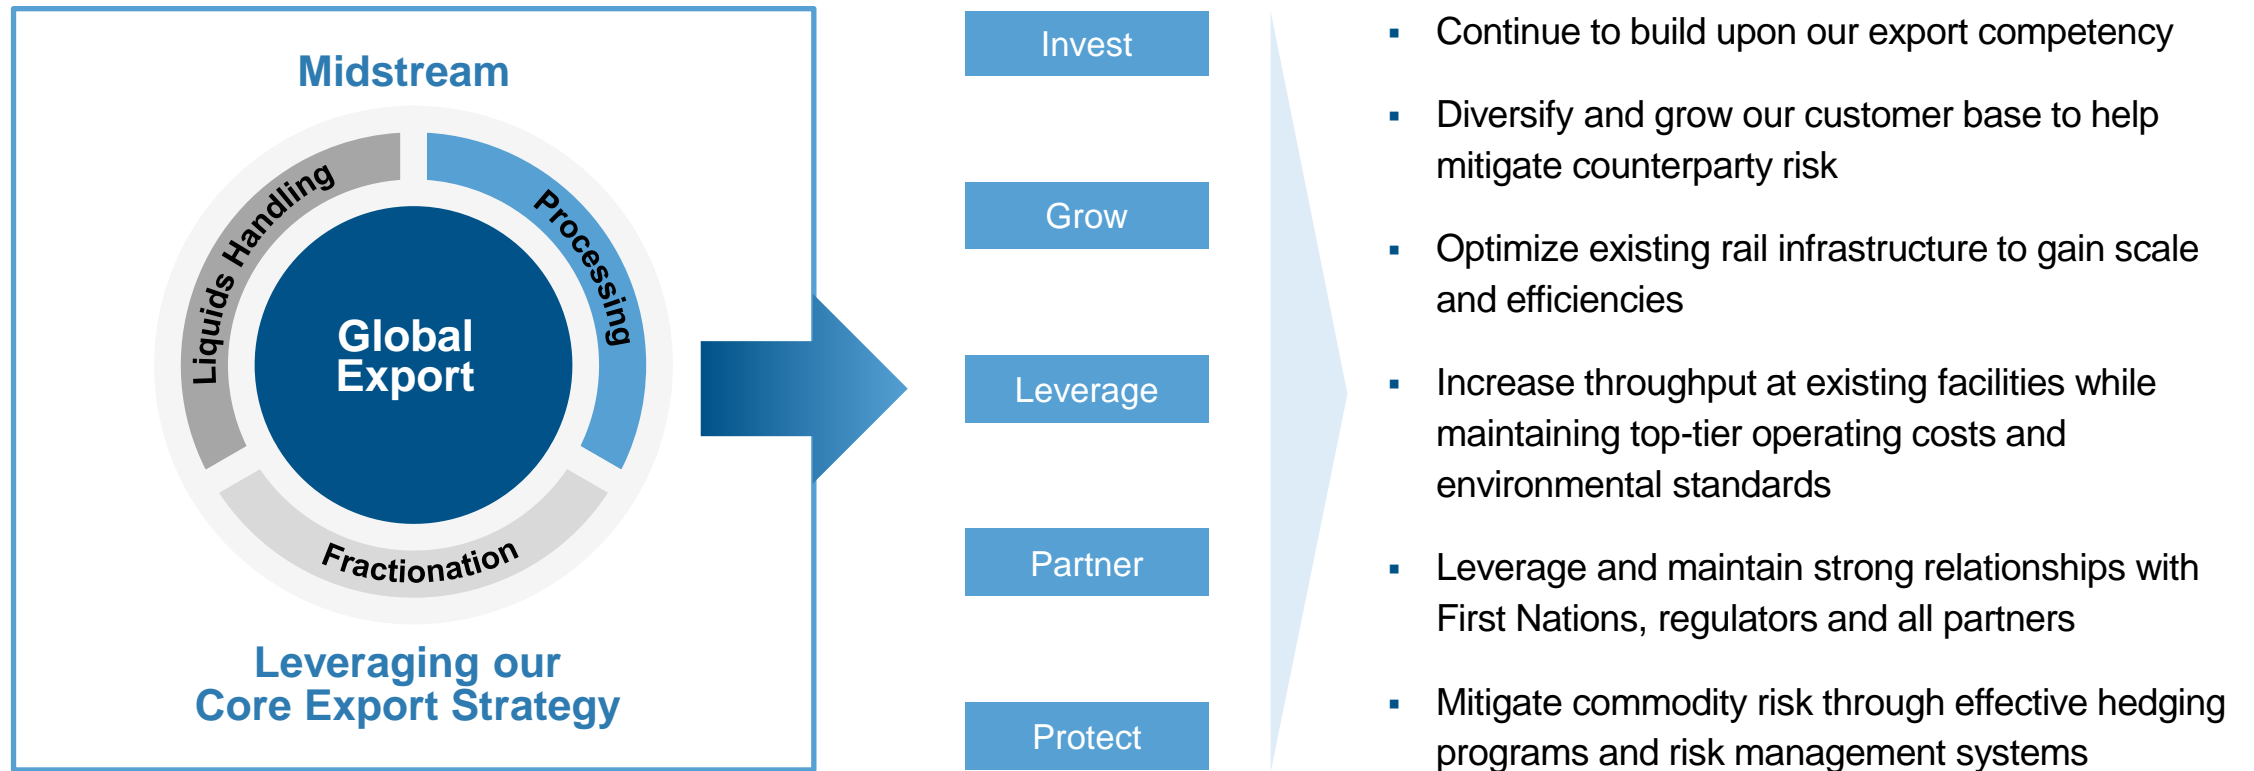 Midstream
Liquids Handling
Processing
Global
Export
Fractionation
Leveraging our
Core Export Strategy
Invest
Grow
Leverage
Partner
Protect
▪ Continue to build upon our export competency
▪ Diversify and grow our customer base to help
mitigate counterparty risk
▪ Optimize existing rail infrastructure to gain scale
and efficiencies
▪ Increase throughput at existing facilities while
maintaining top-tier operating costs and
environmental standards
▪ Leverage and maintain strong relationships with
First Nations, regulators and all partners
▪ Mitigate commodity risk through effective hedging
programs and risk management systems